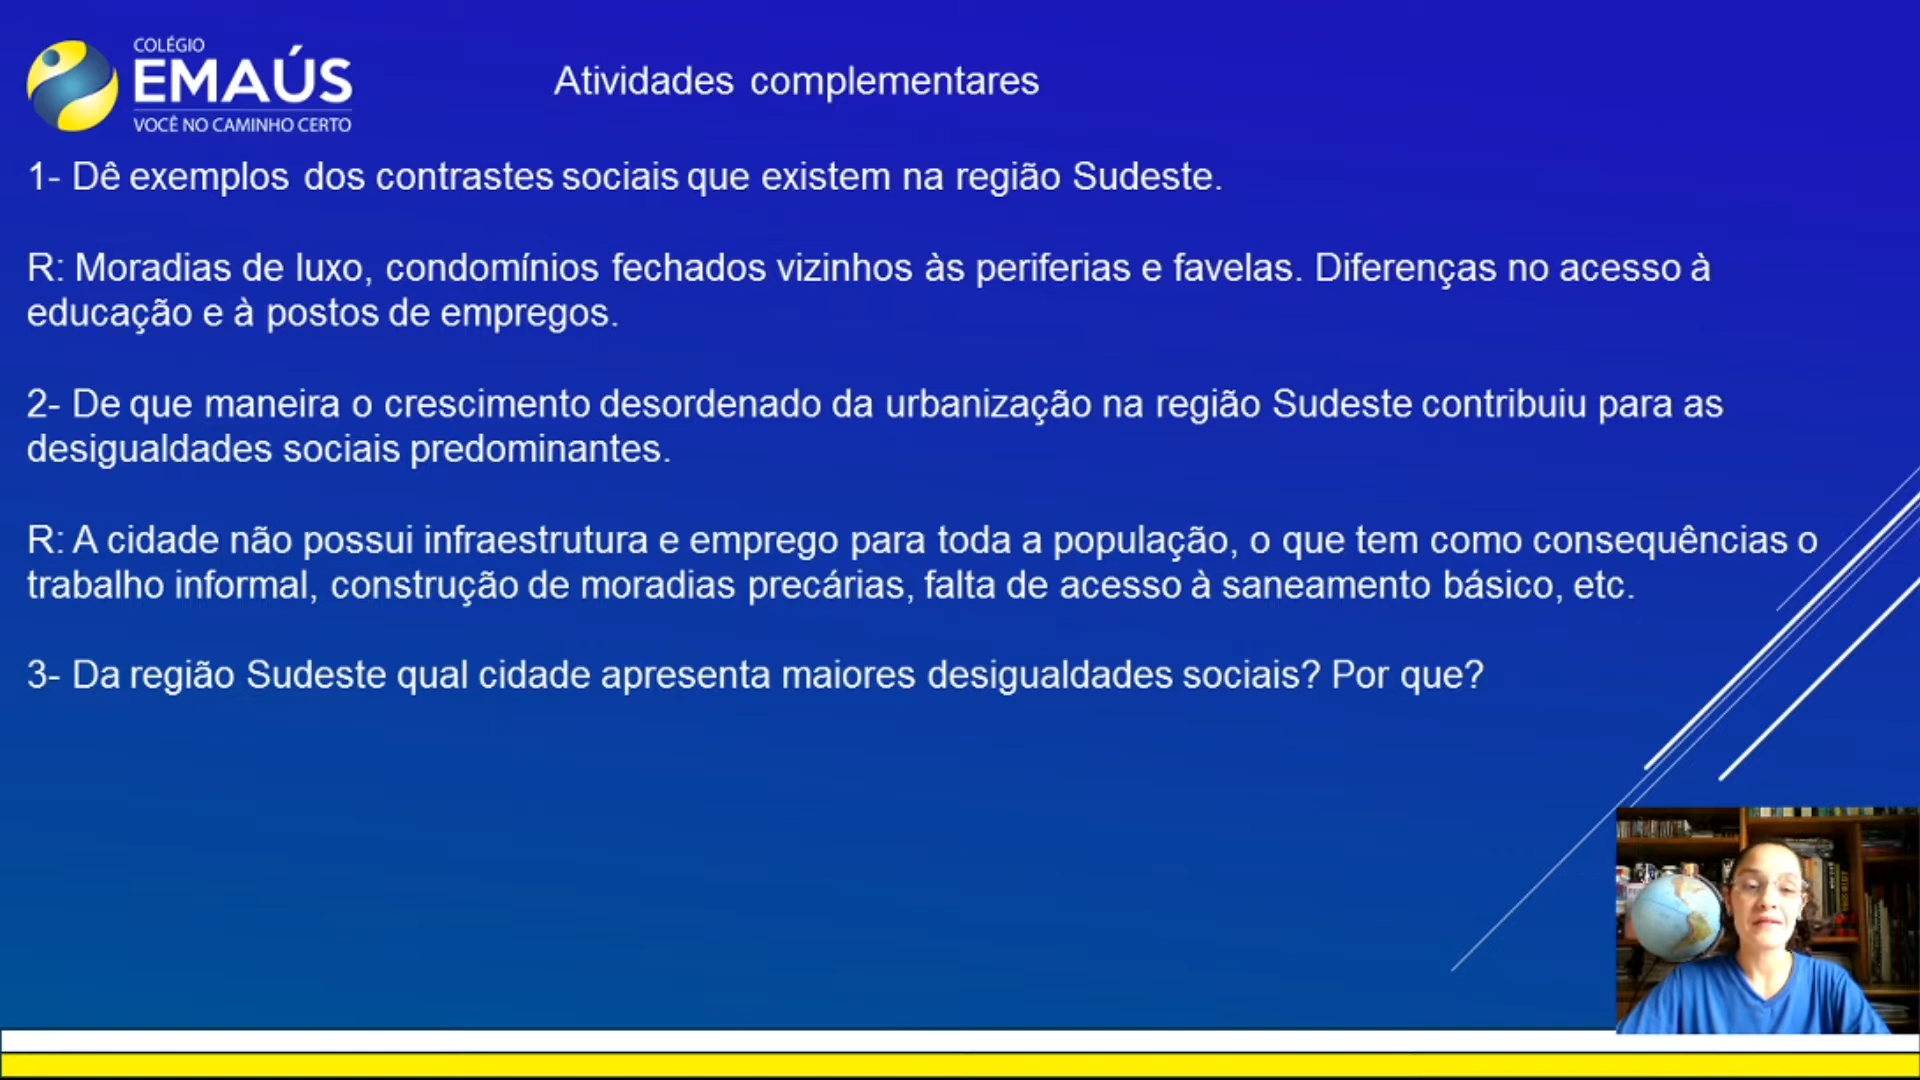 COLÉGIO
EMAÚS
VOCÊ NO CAMINHO CERTO
Atividades complementares
1- Dê exemplos dos contrastes sociais que existem na região Sudeste.
R: Moradias de luxo, condomínios fechados vizinhos às periferias e favelas. Diferenças no acesso à
educação e à postos de empregos.
2- De que maneira o crescimento desordenado da urbanização na região Sudeste contribuiu para as
desigualdades sociais predominantes.
R: A cidade não possui infraestrutura e emprego para toda a população, o que tem como consequências o
trabalho informal, construção de moradias precárias, falta de acesso à saneamento básico, etc.
3- Da região Sudeste qual cidade apresenta maiores desigualdades sociais? Por que?